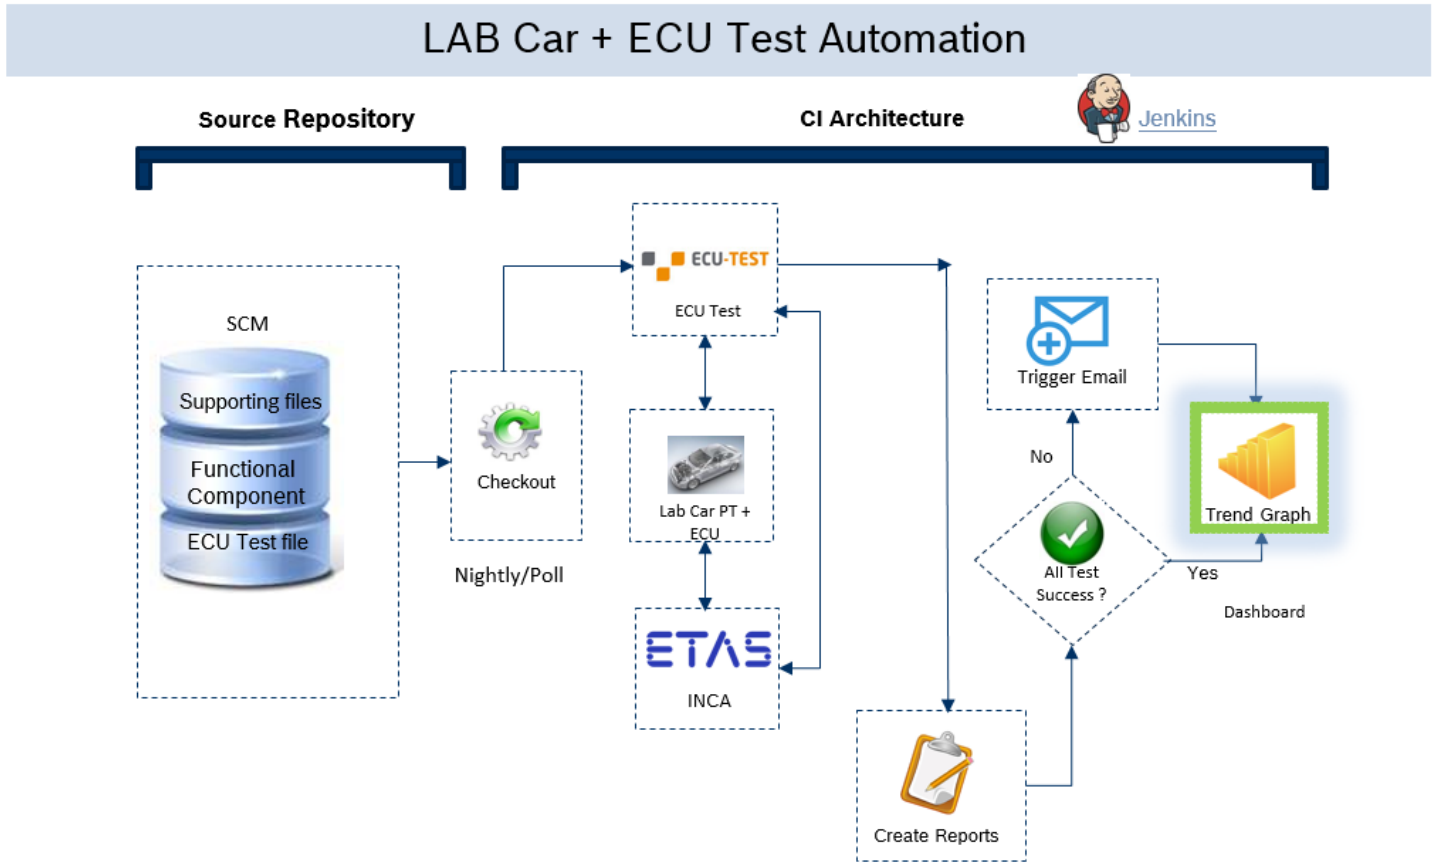 LAB Car + ECU Test Automation
Source Repository
CI Architecture
Jenkins
SCM
Supporting files
Functional
Component
ECU Test file
Checkout
Nightly/Poll
ECU-TEST
ECU Test
Lab Car PT +
ECU
ETAS
INCA
Create Reports
All Test
Success ?
No
Yes
Trigger Email
Trend Graph
Dashboard